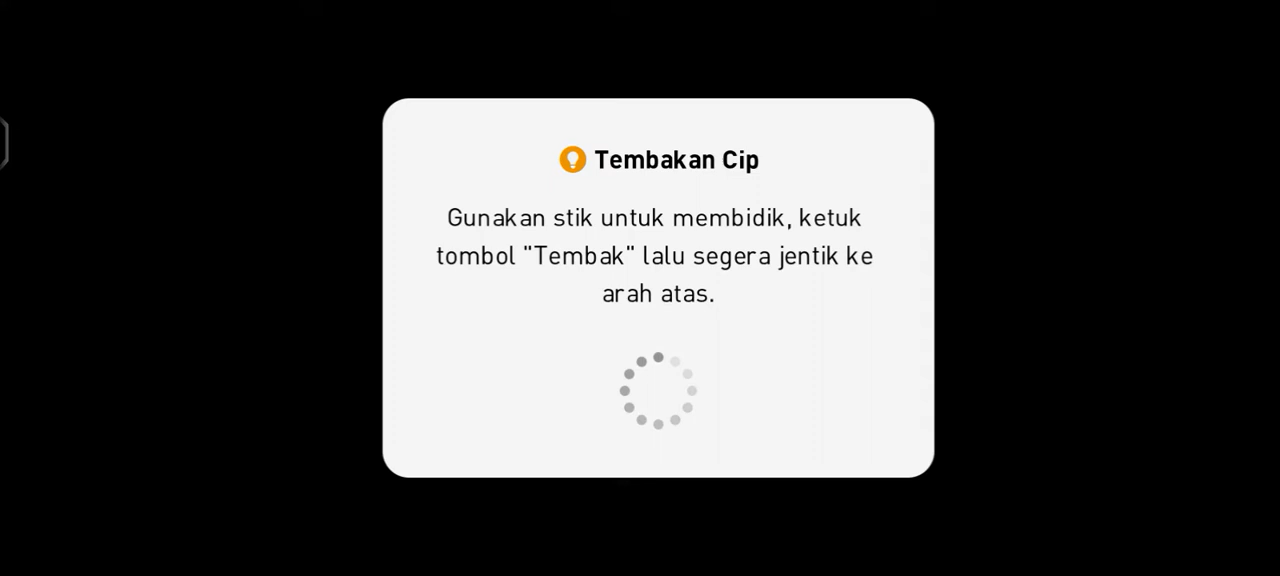 Tembakan Cip
Gunakan stik untuk membidik, ketuk
tombol "Tembak" lalu segera jentik ke
arah atas.